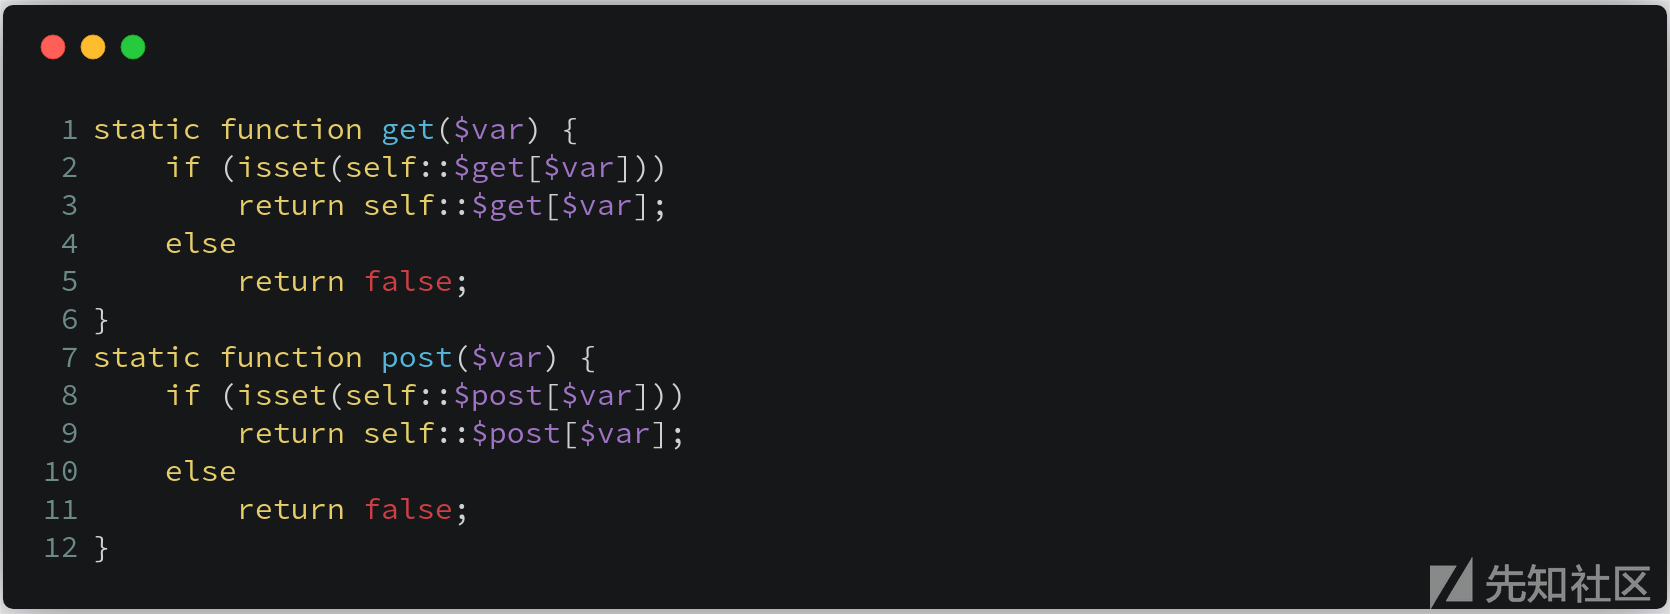 1 static function get($var) {
2     if (isset(self::$get[$var]))
3         return self::$get[$var];
4     else
5         return false;
6 }
7 static function post($var) {
8     if (isset(self::$post[$var]))
9         return self::$post[$var];
10     else
11         return false;
12 }
先知社区